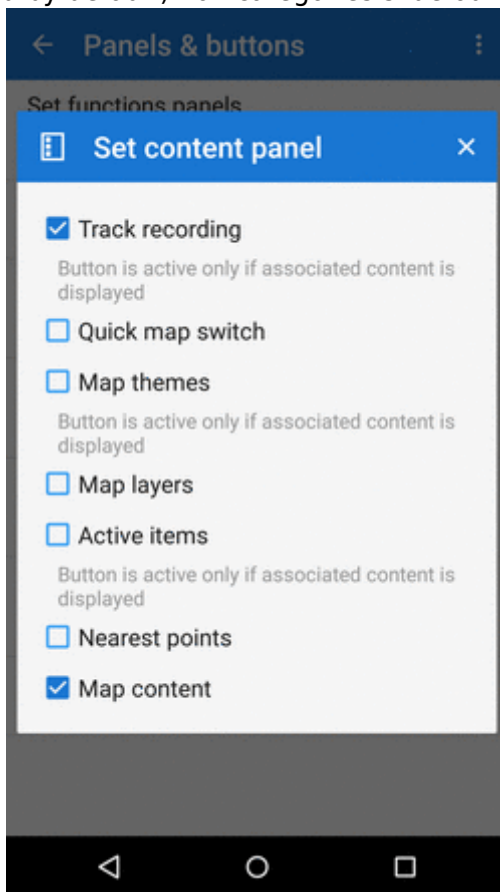 Panels & buttons
Set functions panels
Set content panel
Track recording
Button is active only if associated content is
displayed
Quick map switch
Map themes
Button is active only if associated content is
displayed
Map layers
Active items
Button is active only if associated content is
displayed
Nearest points
Map content